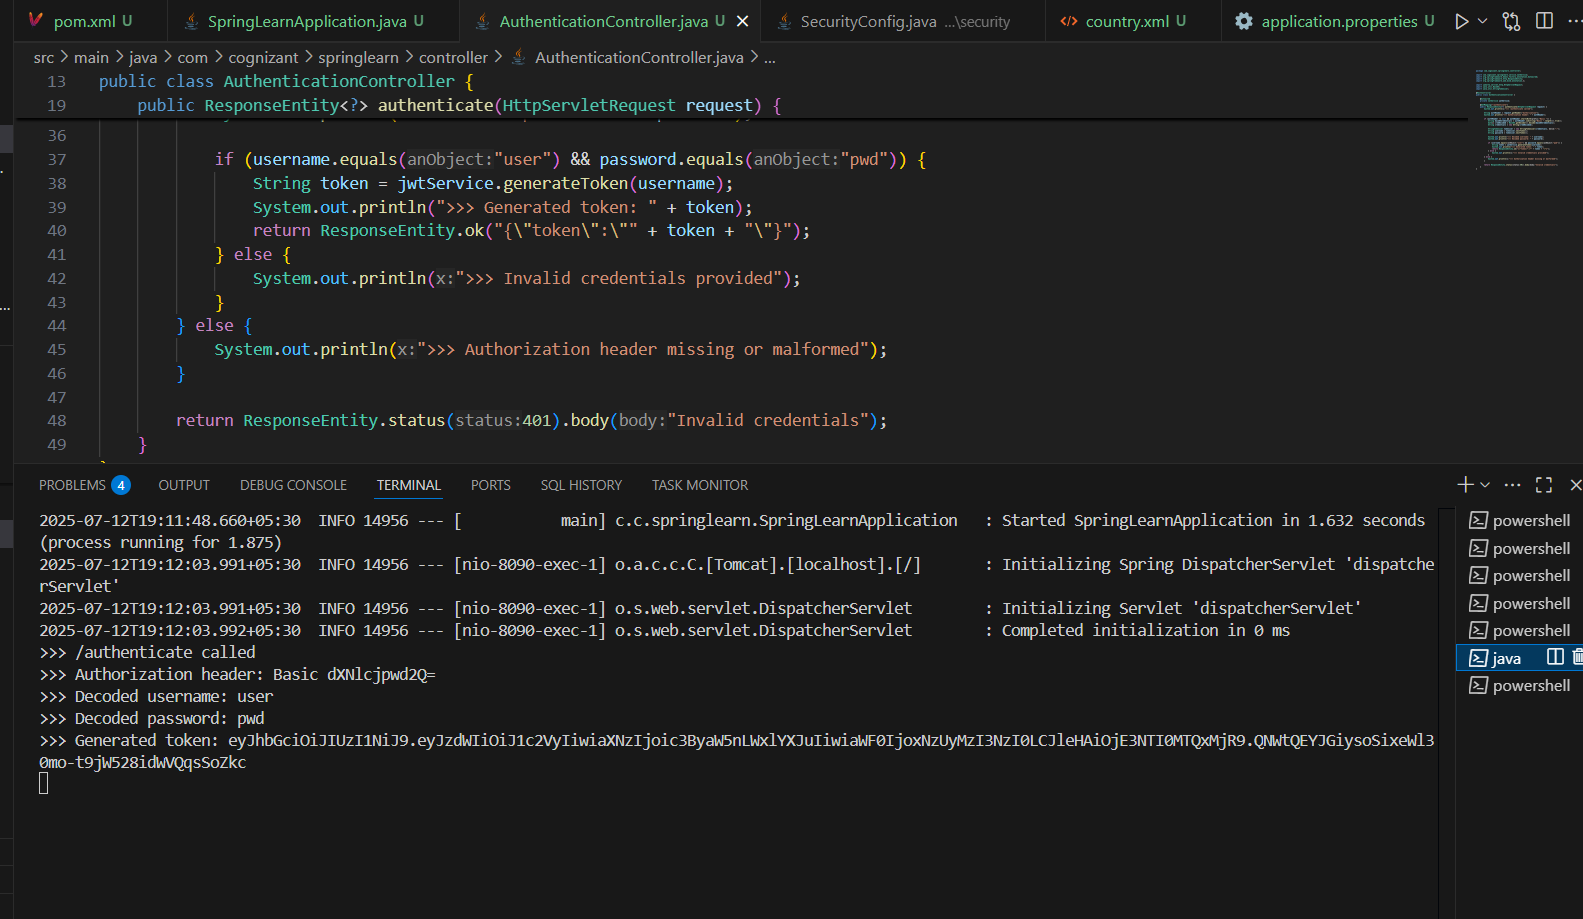 pom.xml U SpringLearnApplication.java U AuthenticationController.java U SecurityConfig.java ...\security country.xml U application.properties U
src > main > java > com > cognizant > springlearn > controller > AuthenticationController.java > ...
13 public class AuthenticationController {
19 public ResponseEntity<?> authenticate(HttpServletRequest request) {
36
37 if (username.equals(anObject:"user") && password.equals(anObject:"pwd")) {
38 String token = jwtService.generateToken(username);
39 System.out.println(">>> Generated token: " + token);
40 return ResponseEntity.ok("{\"token\":\"" + token + "\"}");
41 } else {
42 System.out.println(x:">>> Invalid credentials provided");
43 }
44 } else {
45 System.out.println(x:">>> Authorization header missing or malformed");
46 }
47
48 return ResponseEntity.status(status:401).body(body:"Invalid credentials");
49 }
PROBLEMS 4 OUTPUT DEBUG CONSOLE TERMINAL PORTS SQL HISTORY TASK MONITOR
2025-07-12T19:11:48.660+05:30 INFO 14956 --- [ main] c.c.springlearn.SpringLearnApplication : Started SpringLearnApplication in 1.632 seconds
(process running for 1.875)
2025-07-12T19:12:03.991+05:30 INFO 14956 --- [nio-8090-exec-1] o.a.c.c.C.[Tomcat].[localhost].[/] : Initializing Spring DispatcherServlet 'dispatche
rServlet'
2025-07-12T19:12:03.991+05:30 INFO 14956 --- [nio-8090-exec-1] o.s.web.servlet.DispatcherServlet : Initializing Servlet 'dispatcherServlet'
2025-07-12T19:12:03.992+05:30 INFO 14956 --- [nio-8090-exec-1] o.s.web.servlet.DispatcherServlet : Completed initialization in 0 ms
>>> /authenticate called
>>> Authorization header: Basic dXNlcjpwd2Q=
>>> Decoded username: user
>>> Decoded password: pwd
>>> Generated token: eyJhbGciOiJIUzI1NiJ9.eyJzdWIiOiJ1c2VyIiwiaXNzIjoic3ByaW5nLWxlYXJuIiwiaWF0IjoxNzUyMzI3NzI0LCJleHAiOjE3NTI0MTQxMjR9.QNWtQEYJGiysoSixeWl3
0mo-t9jW528idWVQqsSoZkc
powershell
powershell
powershell
powershell
powershell
java
powershell